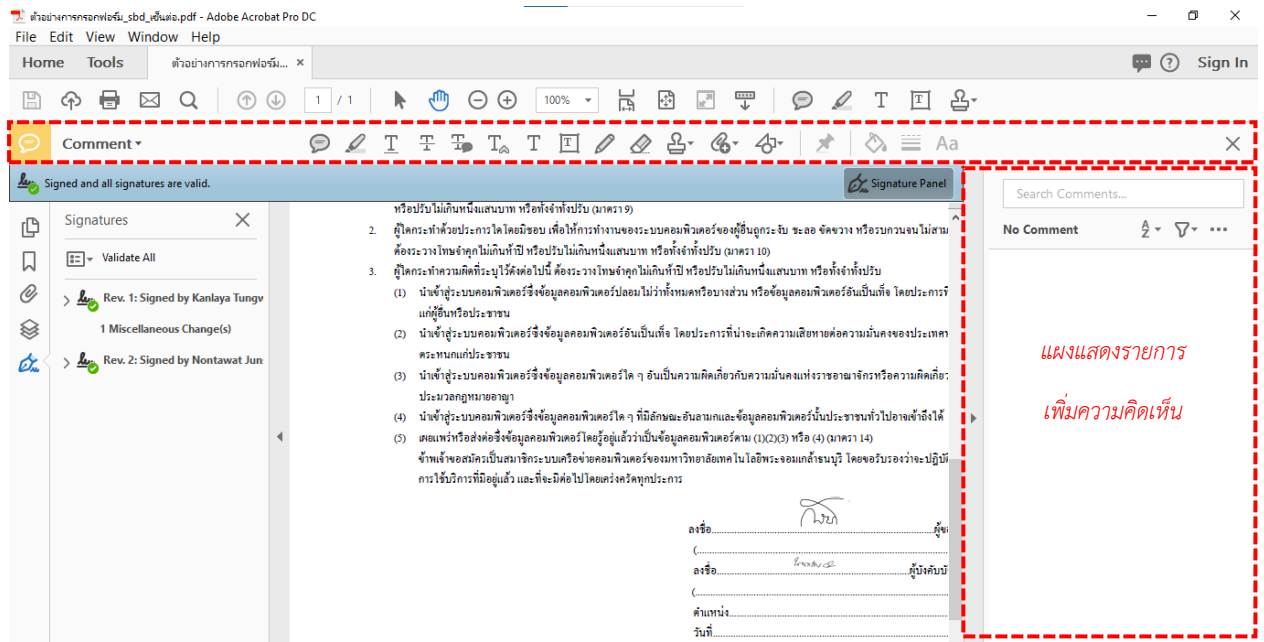 ตัวอย่างการกรอกฟอร์ม_sbd_เซ็นต่อ.pdf - Adobe Acrobat Pro DC
File Edit View Window Help
Home Tools ตัวอย่างการกรอกฟอร์ม... × Sign In
1 / 1 100%
Comment
Signed and all signatures are valid. Signature Panel
Search Comments...
No Comment
Signatures
Validate All
Rev. 1: Signed by Kanlaya Tungv
1 Miscellaneous Change(s)
Rev. 2: Signed by Nontawat Jun
หรือปรับไม่เกินหนึ่งแสนบาท หรือทั้งจำทั้งปรับ (มาตรา 9)
2. ผู้ใดกระทำด้วยประการใดโดยมิชอบ เพื่อให้การทำงานของระบบคอมพิวเตอร์ของผู้อื่นถูกระงับ ชะลอ ขัดขวาง หรือรบกวนจนไม่สาม
ต้องระวางโทษจำคุกไม่เกินห้าปี หรือปรับไม่เกินหนึ่งแสนบาท หรือทั้งจำทั้งปรับ (มาตรา 10)
3. ผู้ใดกระทำความผิดที่ระบุไว้ดังต่อไปนี้ ต้องระวางโทษจำคุกไม่เกินห้าปี หรือปรับไม่เกินหนึ่งแสนบาท หรือทั้งจำทั้งปรับ
(1) นำเข้าสู่ระบบคอมพิวเตอร์ซึ่งข้อมูลคอมพิวเตอร์ปลอมไม่ว่าทั้งหมดหรือบางส่วน หรือข้อมูลคอมพิวเตอร์อันเป็นเท็จ โดยประการที่
แก่ผู้อื่นหรือประชาชน
(2) นำเข้าสู่ระบบคอมพิวเตอร์ซึ่งข้อมูลคอมพิวเตอร์อันเป็นเท็จ โดยประการที่น่าจะเกิดความเสียหายต่อความมั่นคงของประเทศห
ตระหนกแก่ประชาชน
(3) นำเข้าสู่ระบบคอมพิวเตอร์ซึ่งข้อมูลคอมพิวเตอร์ใด ๆ อันเป็นความผิดเกี่ยวกับความมั่นคงแห่งราชอาณาจักรหรือความผิดเกี่ยว
ประมวลกฎหมายอาญา
(4) นำเข้าสู่ระบบคอมพิวเตอร์ซึ่งข้อมูลคอมพิวเตอร์ใด ๆ ที่มีลักษณะอันลามกและข้อมูลคอมพิวเตอร์นั้นประชาชนทั่วไปอาจเข้าถึงได้
(5) เผยแพร่หรือส่งต่อซึ่งข้อมูลคอมพิวเตอร์โดยรู้อยู่แล้วว่าเป็นข้อมูลคอมพิวเตอร์ตาม (1)(2)(3) หรือ (4) (มาตรา 14)
ข้าพเจ้าขอสมัครเป็นสมาชิกระบบเครือข่ายคอมพิวเตอร์ของมหาวิทยาลัยเทคโนโลยีพระจอมเกล้าธนบุรี โดยขอรับรองว่าจะปฏิบัติ
การใช้บริการที่มีอยู่แล้ว และที่จะมีต่อไปโดยเคร่งครัดทุกประการ
ลงชื่อ...ผู้ข
(...
ลงชื่อ...ผู้บังคับบั
(...
ตำแหน่ง...
วันที่...
แผงแสดงรายการ
เพิ่มความคิดเห็น